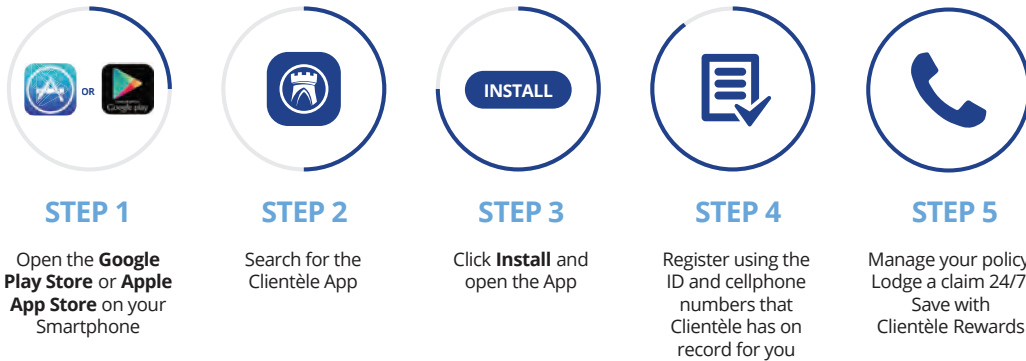 OR
Google play
INSTALL
STEP 1
Open the Google
Play Store or Apple
App Store on your
Smartphone
STEP 2
Search for the
Clientèle App
STEP 3
Click Install and
open the App
STEP 4
Register using the
ID and cellphone
numbers that
Clientèle has on
record for you
STEP 5
Manage your policy
Lodge a claim 24/7
Save with
Clientèle Rewards